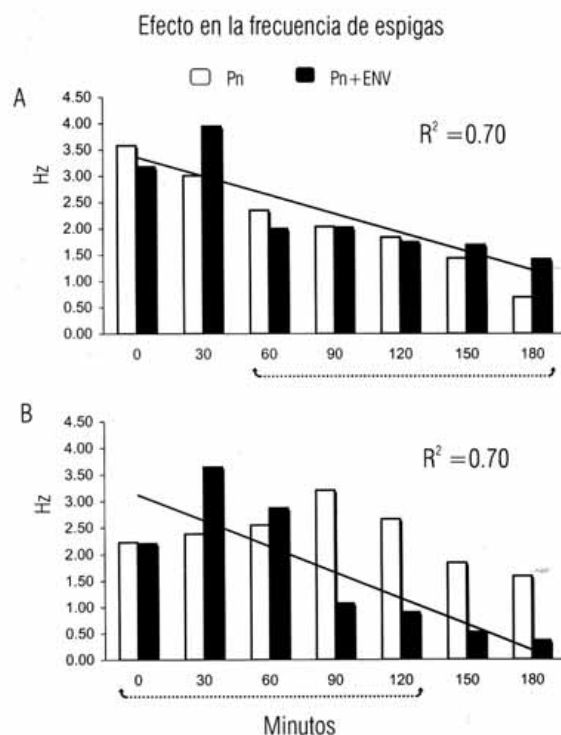 Efecto en la frecuencia de espigas
Pn Pn+ENV
A
R² =0.70
Hz
4.50
4.00
3.50
3.00
2.50
2.00
1.50
1.00
0.50
0.00
0 30 60 90 120 150 180
B
R² =0.70
Hz
4.50
4.00
3.50
3.00
2.50
2.00
1.50
1.00
0.50
0.00
0 30 60 90 120 150 180
Minutos